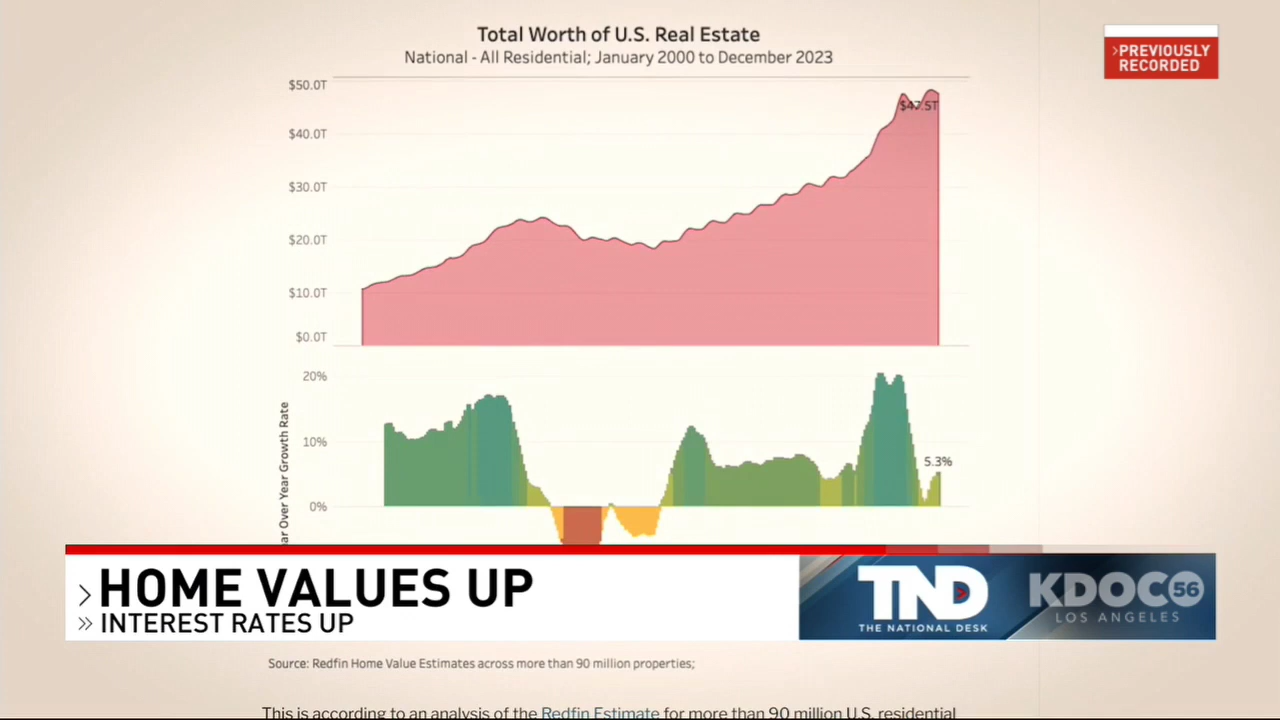 Total Worth of U.S. Real Estate
National - All Residential; January 2000 to December 2023
>PREVIOUSLY
RECORDED
$50.0T
$47.5T
$40.0T
$30.0T
$20.0T
$10.0T
$0.0T
20%
10%
5.3%
0%
Over Year Growth Rate
HOME VALUES UP
INTEREST RATES UP
TND
THE NATIONAL DESK
KDOC 56
LOS ANGELES
Source: Redfin Home Value Estimates across more than 90 million properties;
This is according to an analysis of the Redfin Estimate for more than 90 million U.S. residential